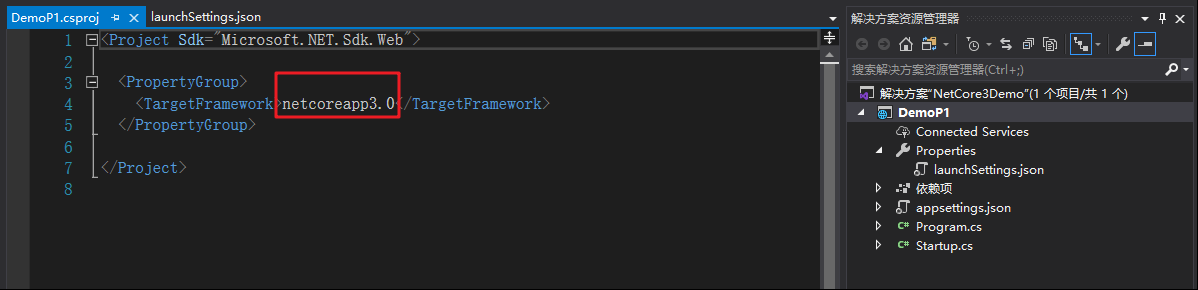 DemoP1.csproj launchSettings.json
1 <Project Sdk="Microsoft.NET.Sdk.Web">
2
3 <PropertyGroup>
4 <TargetFramework>netcoreapp3.0</TargetFramework>
5 </PropertyGroup>
6
7 </Project>
8
解决方案资源管理器
搜索解决方案资源管理器(Ctrl+;)
解决方案"NetCore3Demo"(1 个项目/共 1 个)
DemoP1
Connected Services
Properties
launchSettings.json
依赖项
appsettings.json
C# Program.cs
C# Startup.cs